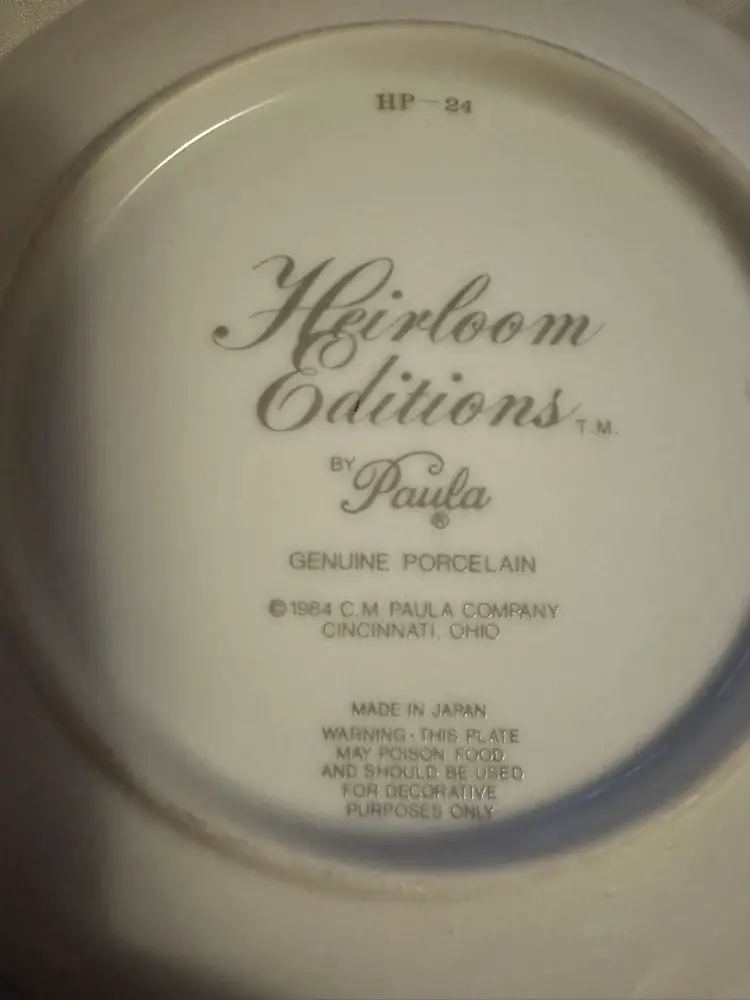 HP-24
Heirloom
Editions T.M.
BY Paula
®
GENUINE PORCELAIN
©1984 C.M. PAULA COMPANY
CINCINNATI, OHIO
MADE IN JAPAN
WARNING - THIS PLATE
MAY POISON FOOD
AND SHOULD BE USED
FOR DECORATIVE
PURPOSES ONLY